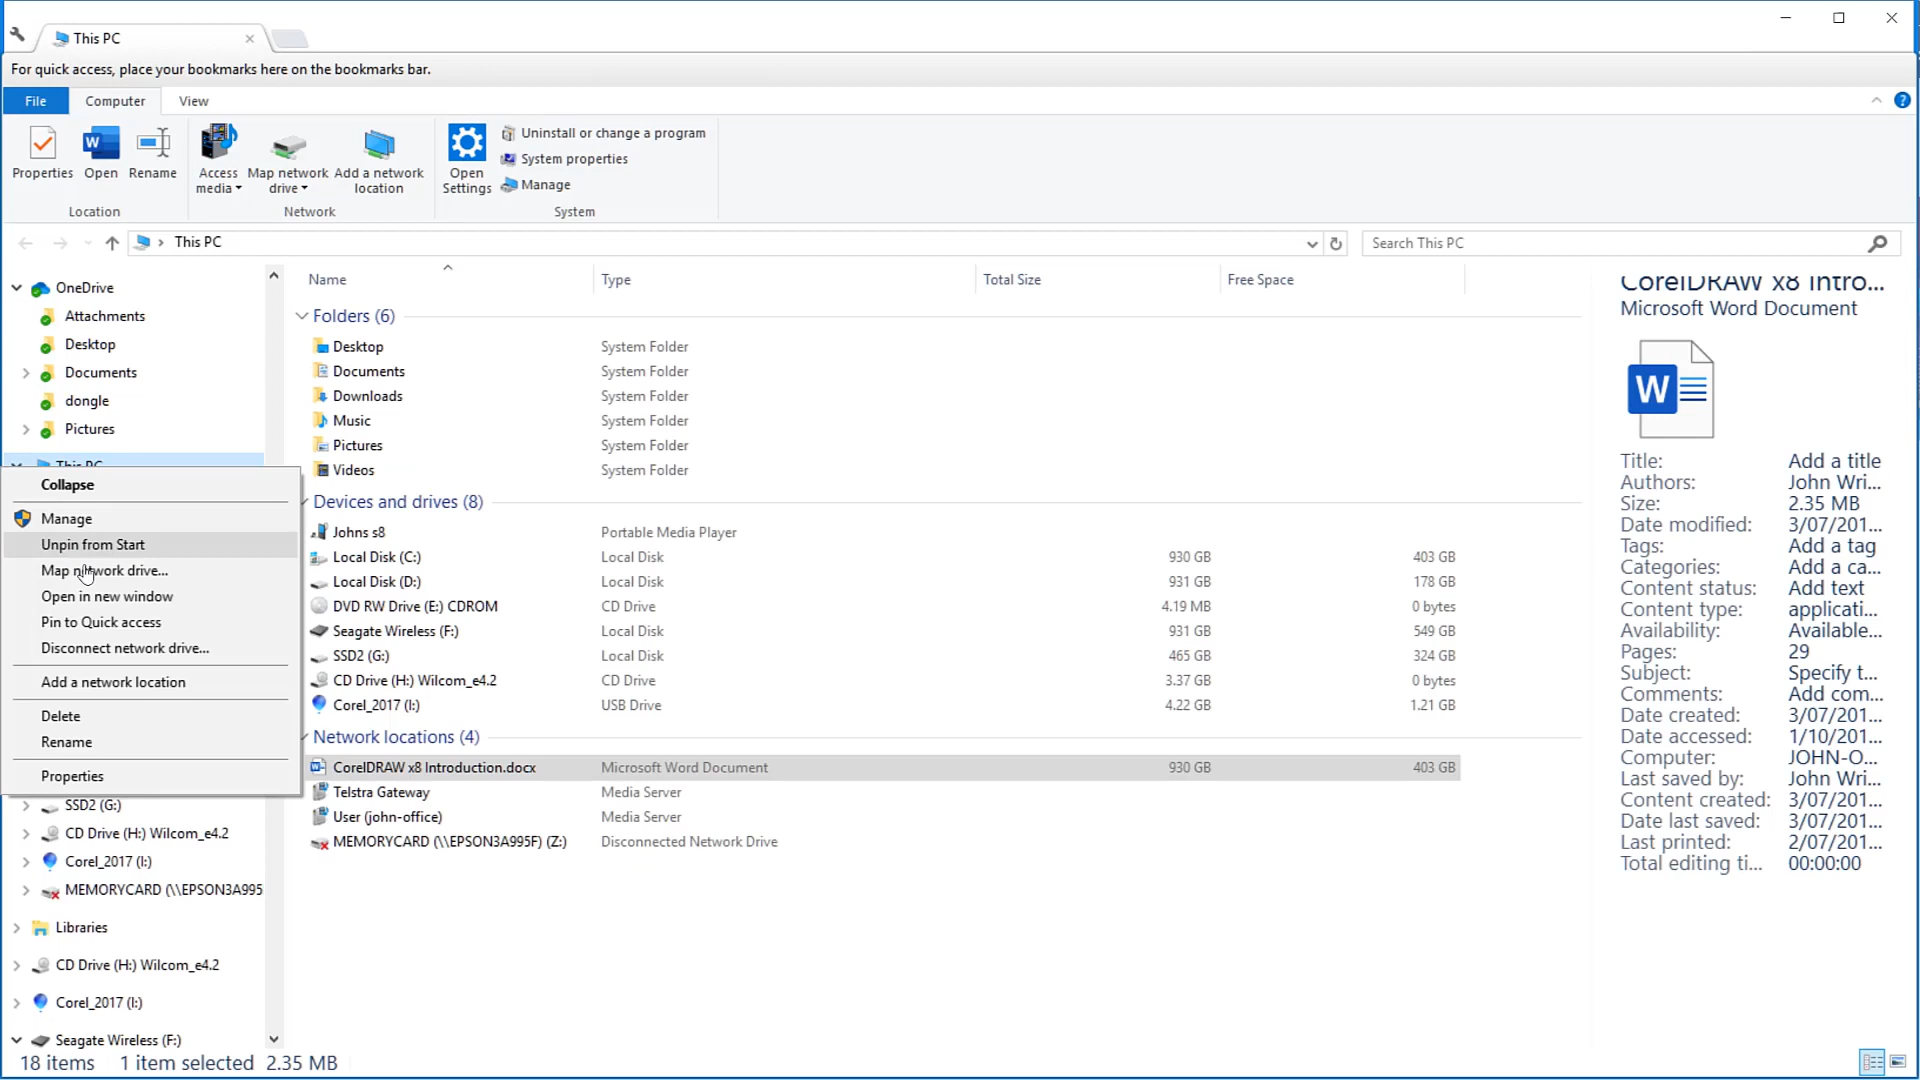 This PC
For quick access, place your bookmarks here on the bookmarks bar.
File Computer View
Properties Open Rename Access media Map network drive Add a network location Open Settings
Uninstall or change a program
System properties
Manage
Location Network System
This PC
Search This PC
OneDrive
Attachments
Desktop
Documents
dongle
Pictures
This PC
Collapse
Manage
Unpin from Start
Map network drive...
Open in new window
Pin to Quick access
Disconnect network drive...
Add a network location
Delete
Rename
Properties
SSD2 (G:)
CD Drive (H:) Wilcom_e4.2
Corel_2017 (I:)
MEMORYCARD (\\EPSON3A995
Libraries
CD Drive (H:) Wilcom_e4.2
Corel_2017 (I:)
Seagate Wireless (F:)
Name Type Total Size Free Space
Folders (6)
Desktop System Folder
Documents System Folder
Downloads System Folder
Music System Folder
Pictures System Folder
Videos System Folder
Devices and drives (8)
Johns s8 Portable Media Player
Local Disk (C:) Local Disk 930 GB 403 GB
Local Disk (D:) Local Disk 931 GB 178 GB
DVD RW Drive (E:) CDROM CD Drive 4.19 MB 0 bytes
Seagate Wireless (F:) Local Disk 931 GB 549 GB
SSD2 (G:) Local Disk 465 GB 324 GB
CD Drive (H:) Wilcom_e4.2 CD Drive 3.37 GB 0 bytes
Corel_2017 (I:) USB Drive 4.22 GB 1.21 GB
Network locations (4)
CorelDRAW x8 Introduction.docx Microsoft Word Document 930 GB 403 GB
Telstra Gateway Media Server
User (john-office) Media Server
MEMORYCARD (\\EPSON3A995F) (Z:) Disconnected Network Drive
CorelDRAW x8 Intro...
Microsoft Word Document
W
Title: Add a title
Authors: John Wri...
Size: 2.35 MB
Date modified: 3/07/201...
Tags: Add a tag
Categories: Add a ca...
Content status: Add text
Content type: applicati...
Availability: Available...
Pages: 29
Subject: Specify t...
Comments: Add com...
Date created: 3/07/201...
Date accessed: 1/10/201...
Computer: JOHN-O...
Last saved by: John Wri...
Content created: 3/07/201...
Date last saved: 3/07/201...
Last printed: 2/07/201...
Total editing ti... 00:00:00
18 items 1 item selected 2.35 MB